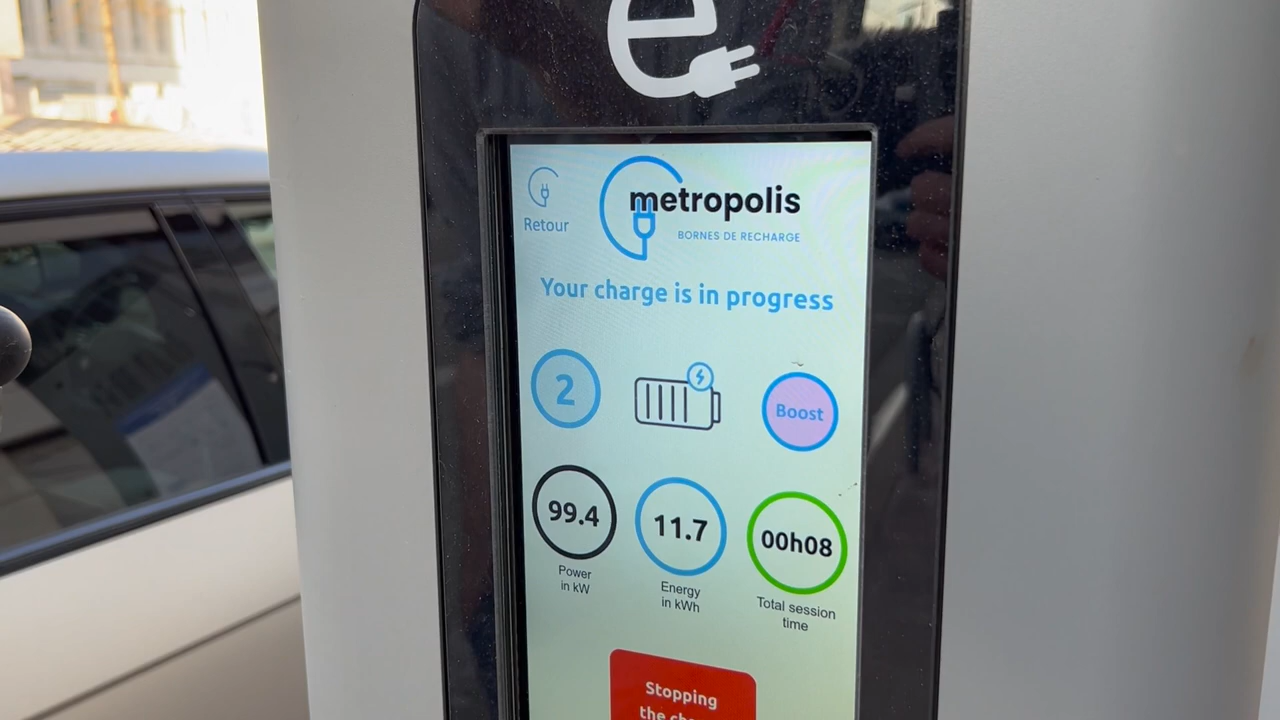 e
metropolis
Retour
BORNES DE RECHARGE
Your charge is in progress
2
Boost
99.4
11.7
00h08
Power
in kW
Energy
in kWh
Total session
time
Stopping
the